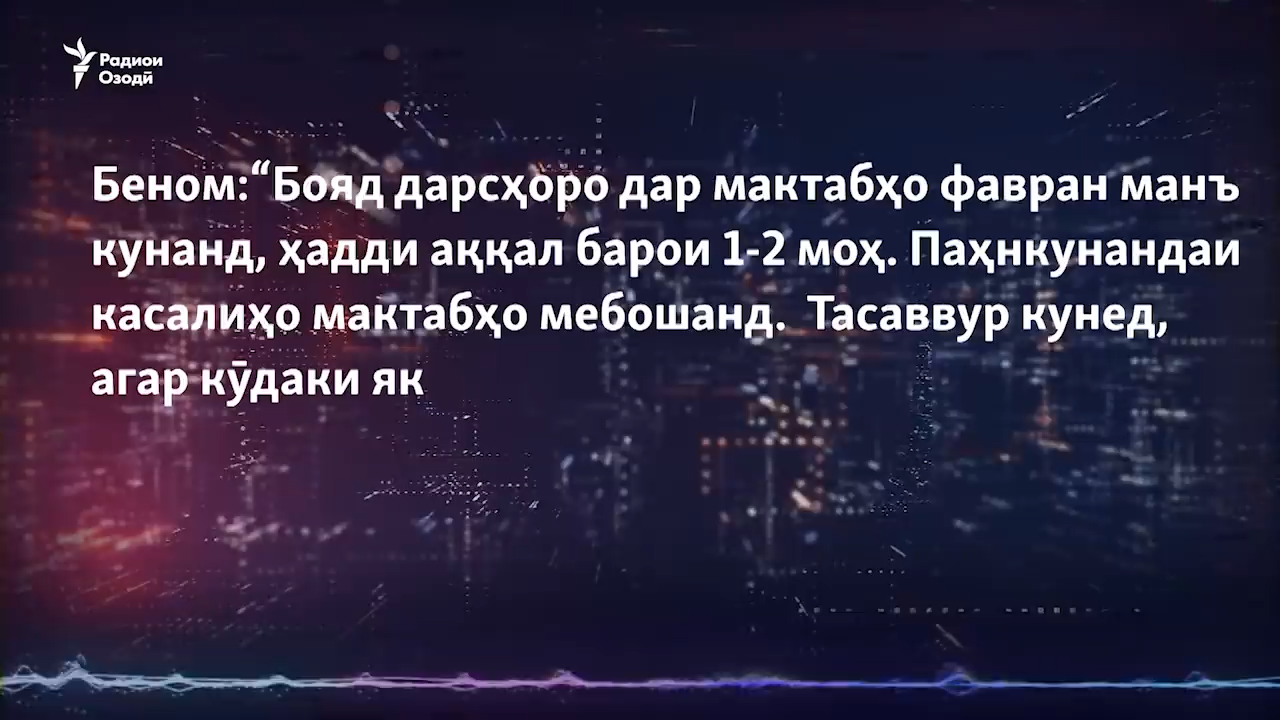 Радиои
Озодӣ
Беном:“Бояд дарсҳоро дар мактабҳо фавран манъ
кунанд, ҳадди аққал барои 1-2 моҳ. Паҳнкунандаи
касалиҳо мактабҳо мебошанд. Тасаввур кунед,
агар кӯдаки як